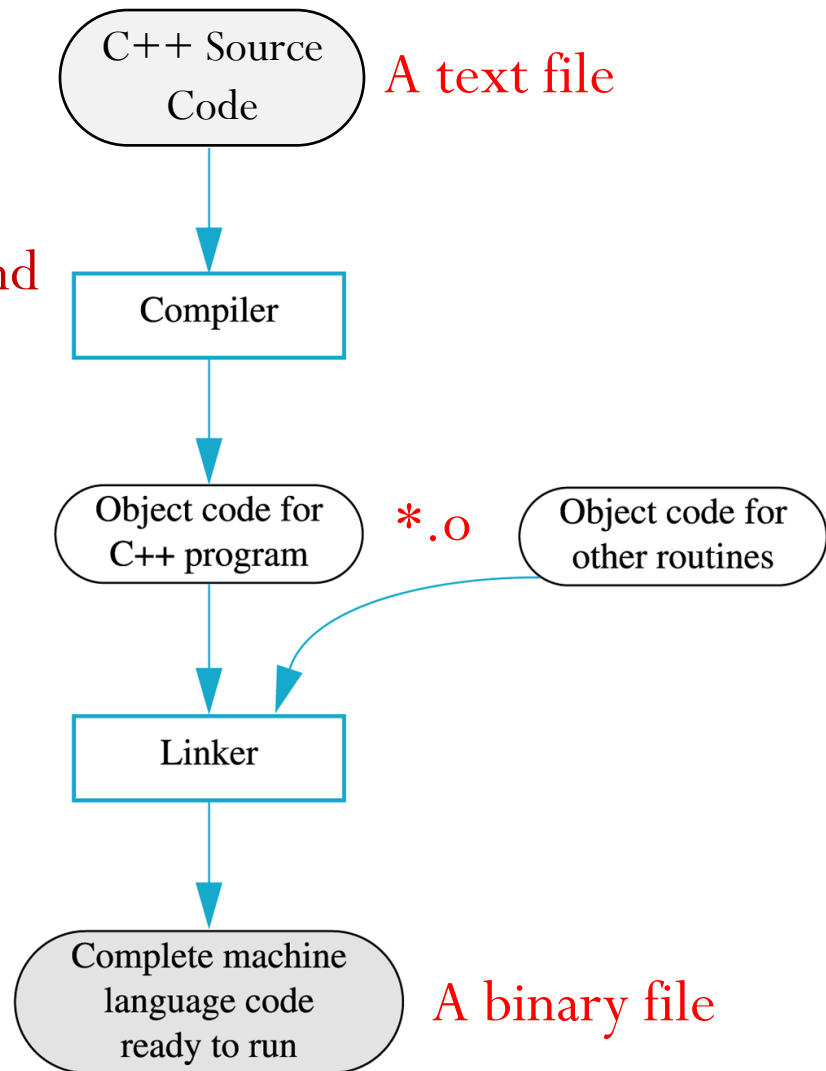 C++ Source
Code
A text file
nd
Compiler
Object code for
C++ program
*.o
Object code for
other routines
Linker
Complete machine
language code
ready to run
A binary file